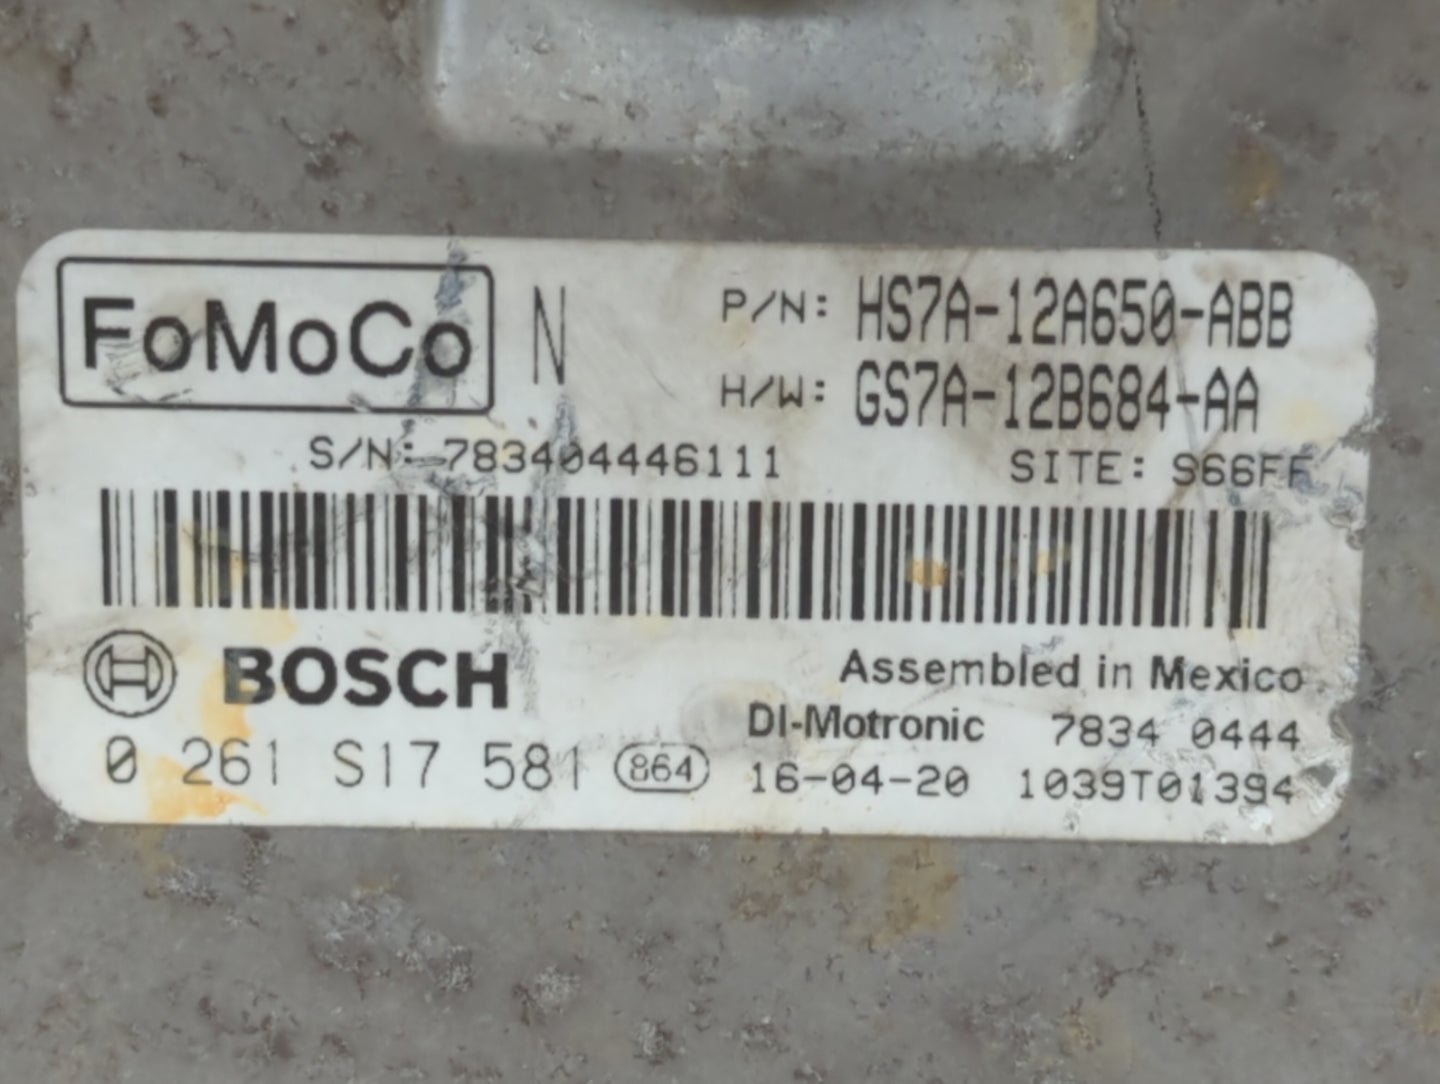 FoMoCo N P/N: HS7A-12A650-ABB
H/W: GS7A-12B684-AA
S/N: 783404446111 SITE: S66FF
BOSCH Assembled in Mexico
DI-Motronic 7834 0444
0 261 S17 581 864 16-04-20 1039T01394